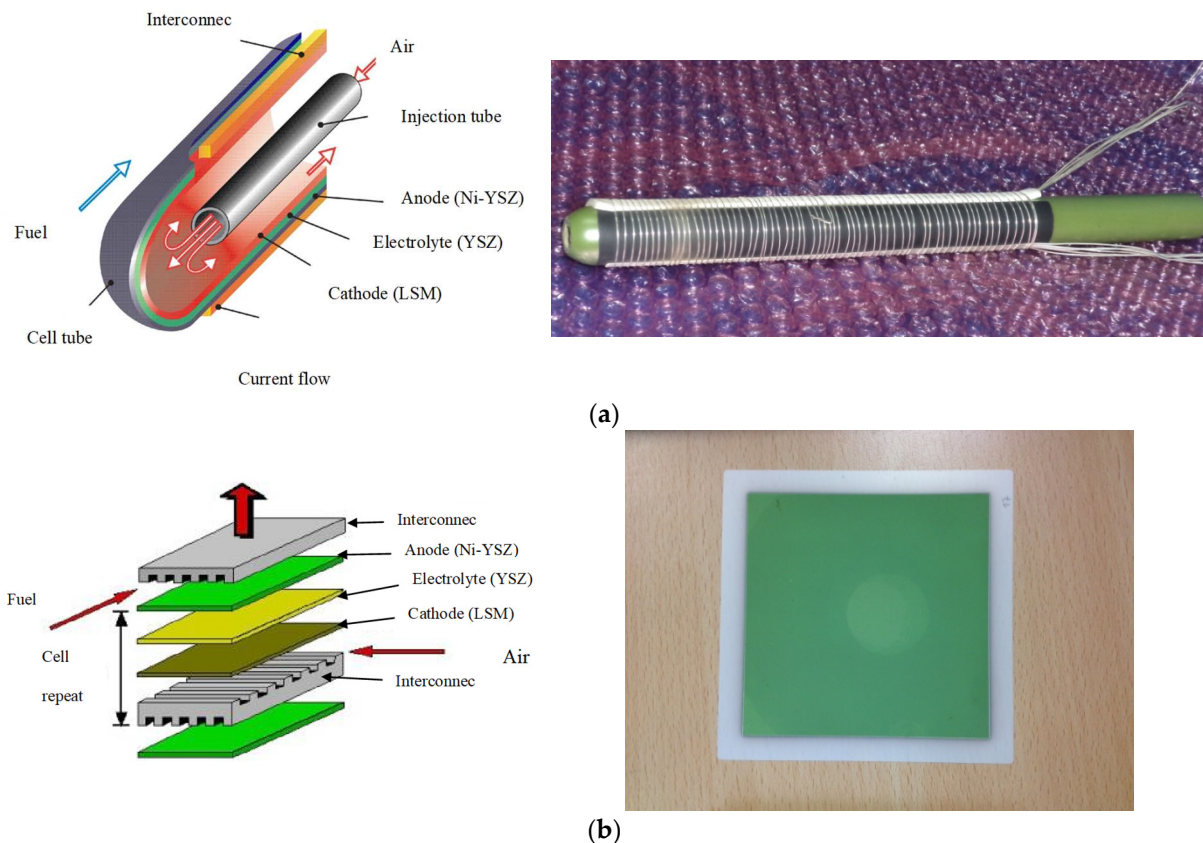 Interconnec
Air
Injection tube
Anode (Ni-YSZ)
Fuel
Electrolyte (YSZ)
Cathode (LSM)
Cell tube
Current flow
(a)
Interconnec
Anode (Ni-YSZ)
Electrolyte (YSZ)
Fuel
Cathode (LSM)
Cell
repeat
Air
Interconnec
(b)